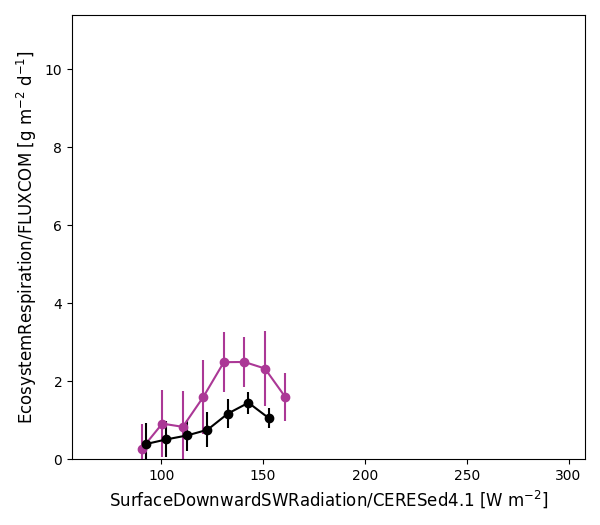 EcosystemRespiration/FLUXCOM [g m⁻² d⁻¹]
10
8
6
4
2
0
100 150 200 250 300
SurfaceDownwardSWRadiation/CERESed4.1 [W m⁻²]